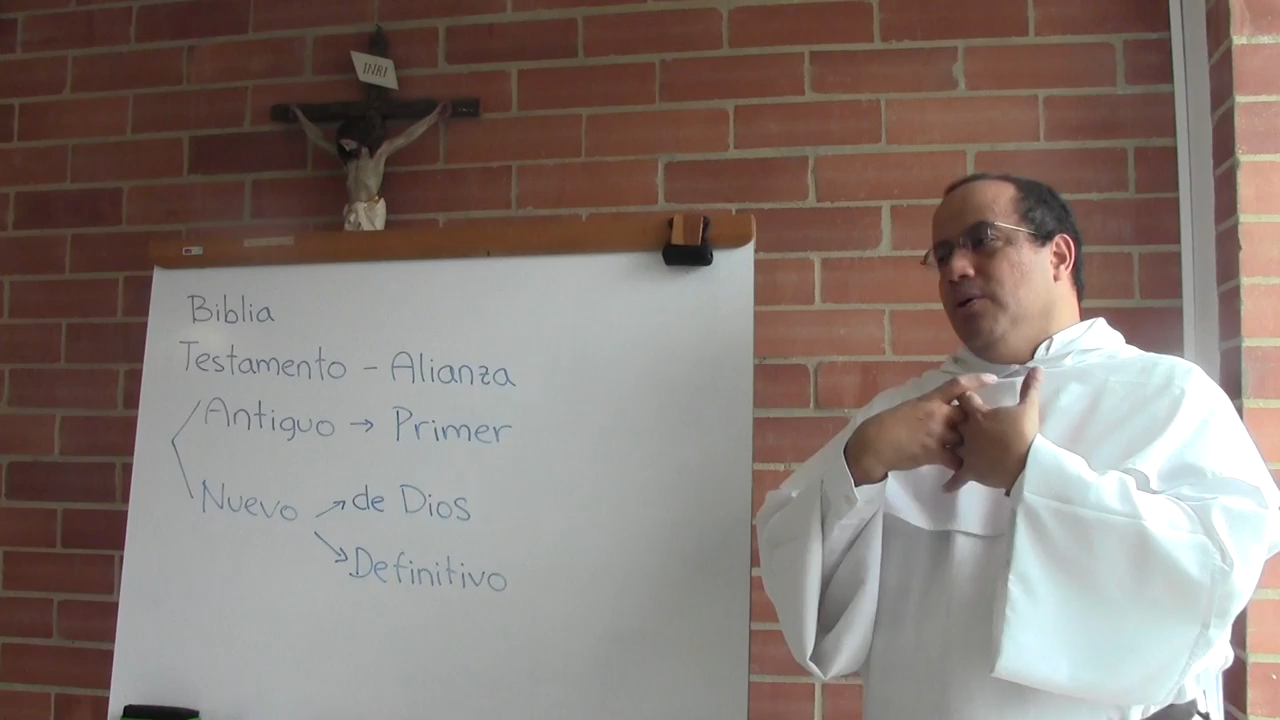 INRI
Biblia
Testamento - Alianza
Antiguo → Primer
Nuevo ↗ de Dios
↘ Definitivo